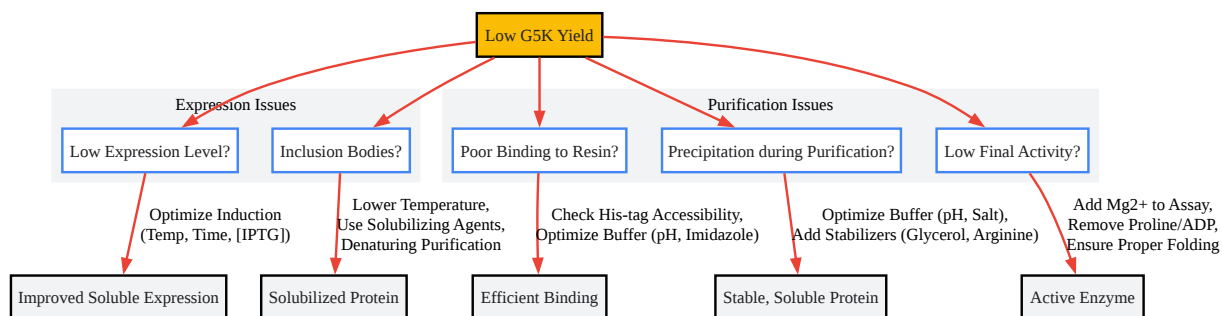 Low G5K Yield
Expression Issues
Purification Issues
Low Expression Level?
Inclusion Bodies?
Poor Binding to Resin?
Precipitation during Purification?
Low Final Activity?
Optimize Induction
(Temp, Time, [IPTG])
Lower Temperature,
Use Solubilizing Agents,
Denaturing Purification
Check His-tag Accessibility,
Optimize Buffer (pH, Imidazole)
Optimize Buffer (pH, Salt),
Add Stabilizers (Glycerol, Arginine)
Add Mg2+ to Assay,
Remove Proline/ADP,
Ensure Proper Folding
Improved Soluble Expression
Solubilized Protein
Efficient Binding
Stable, Soluble Protein
Active Enzyme